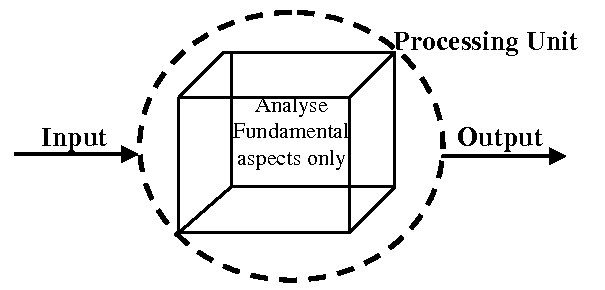 Processing Unit
Input
Analyse
Fundamental
aspects only
Output